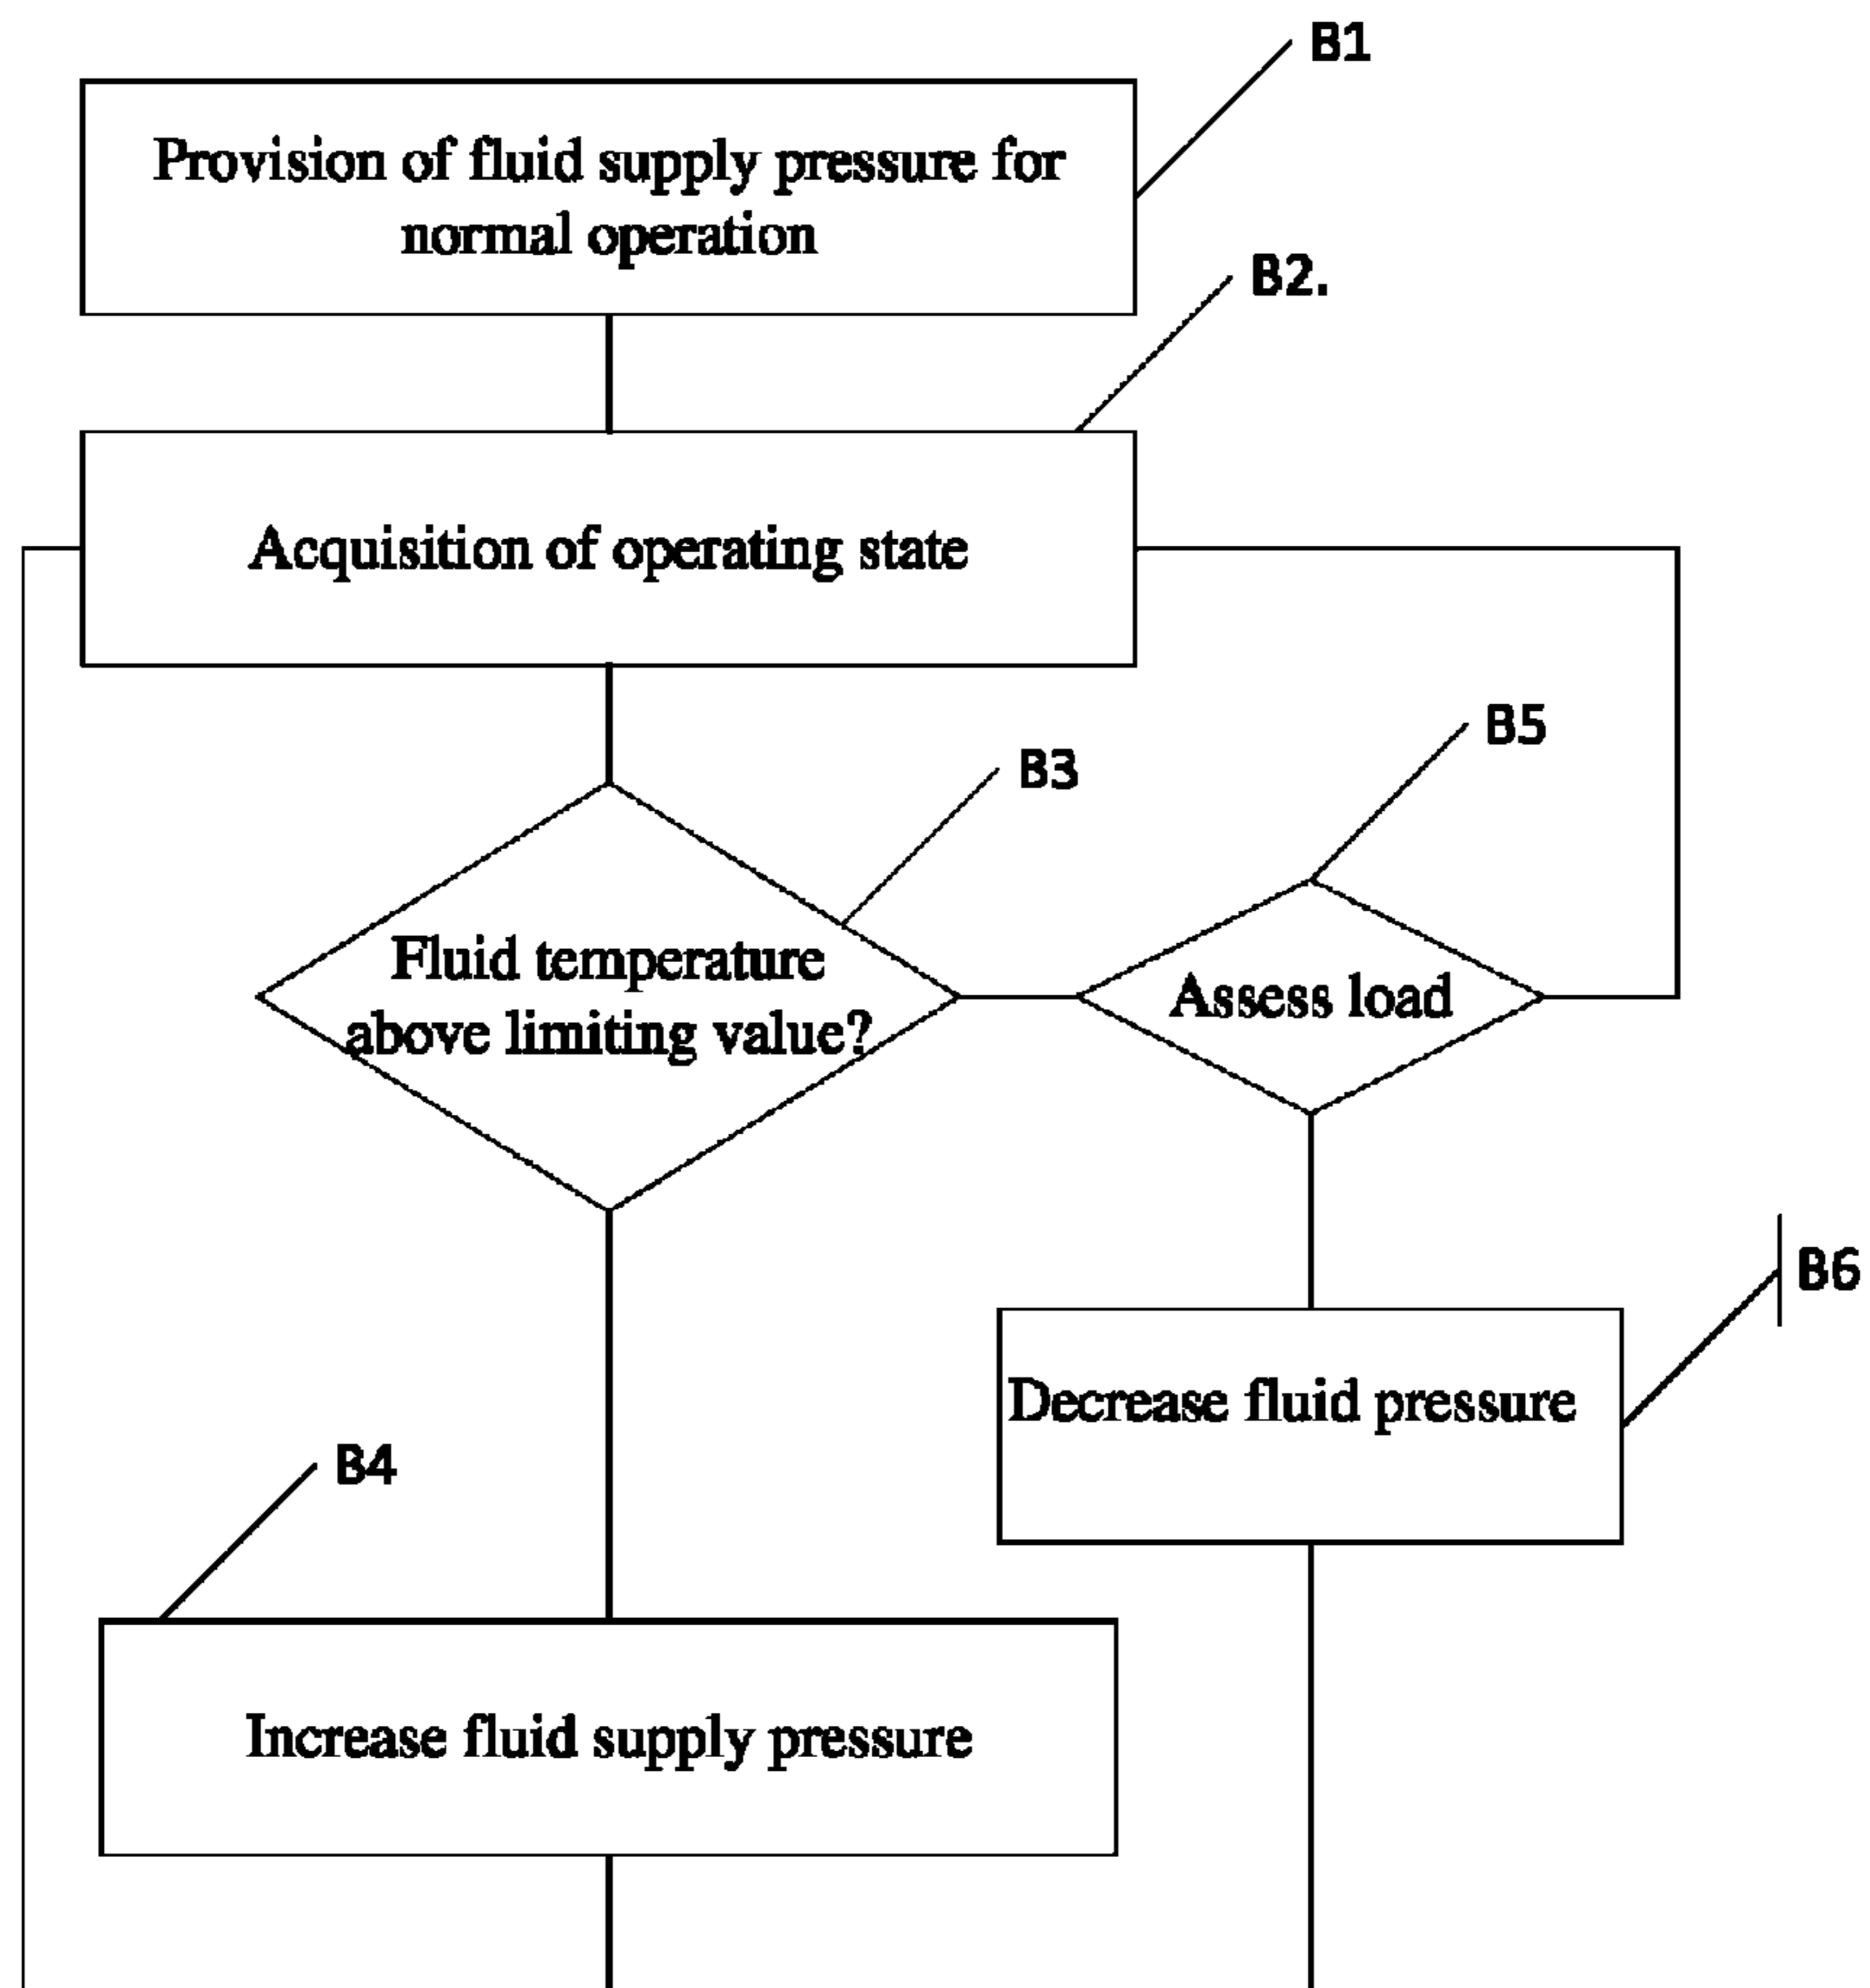 B1
Provision of fluid supply pressure for
normal operation
B2.
Acquisition of operating state
B5
B3
Fluid temperature
above limiting value?
Assess load
B6
Decrease fluid pressure
B4
Increase fluid supply pressure